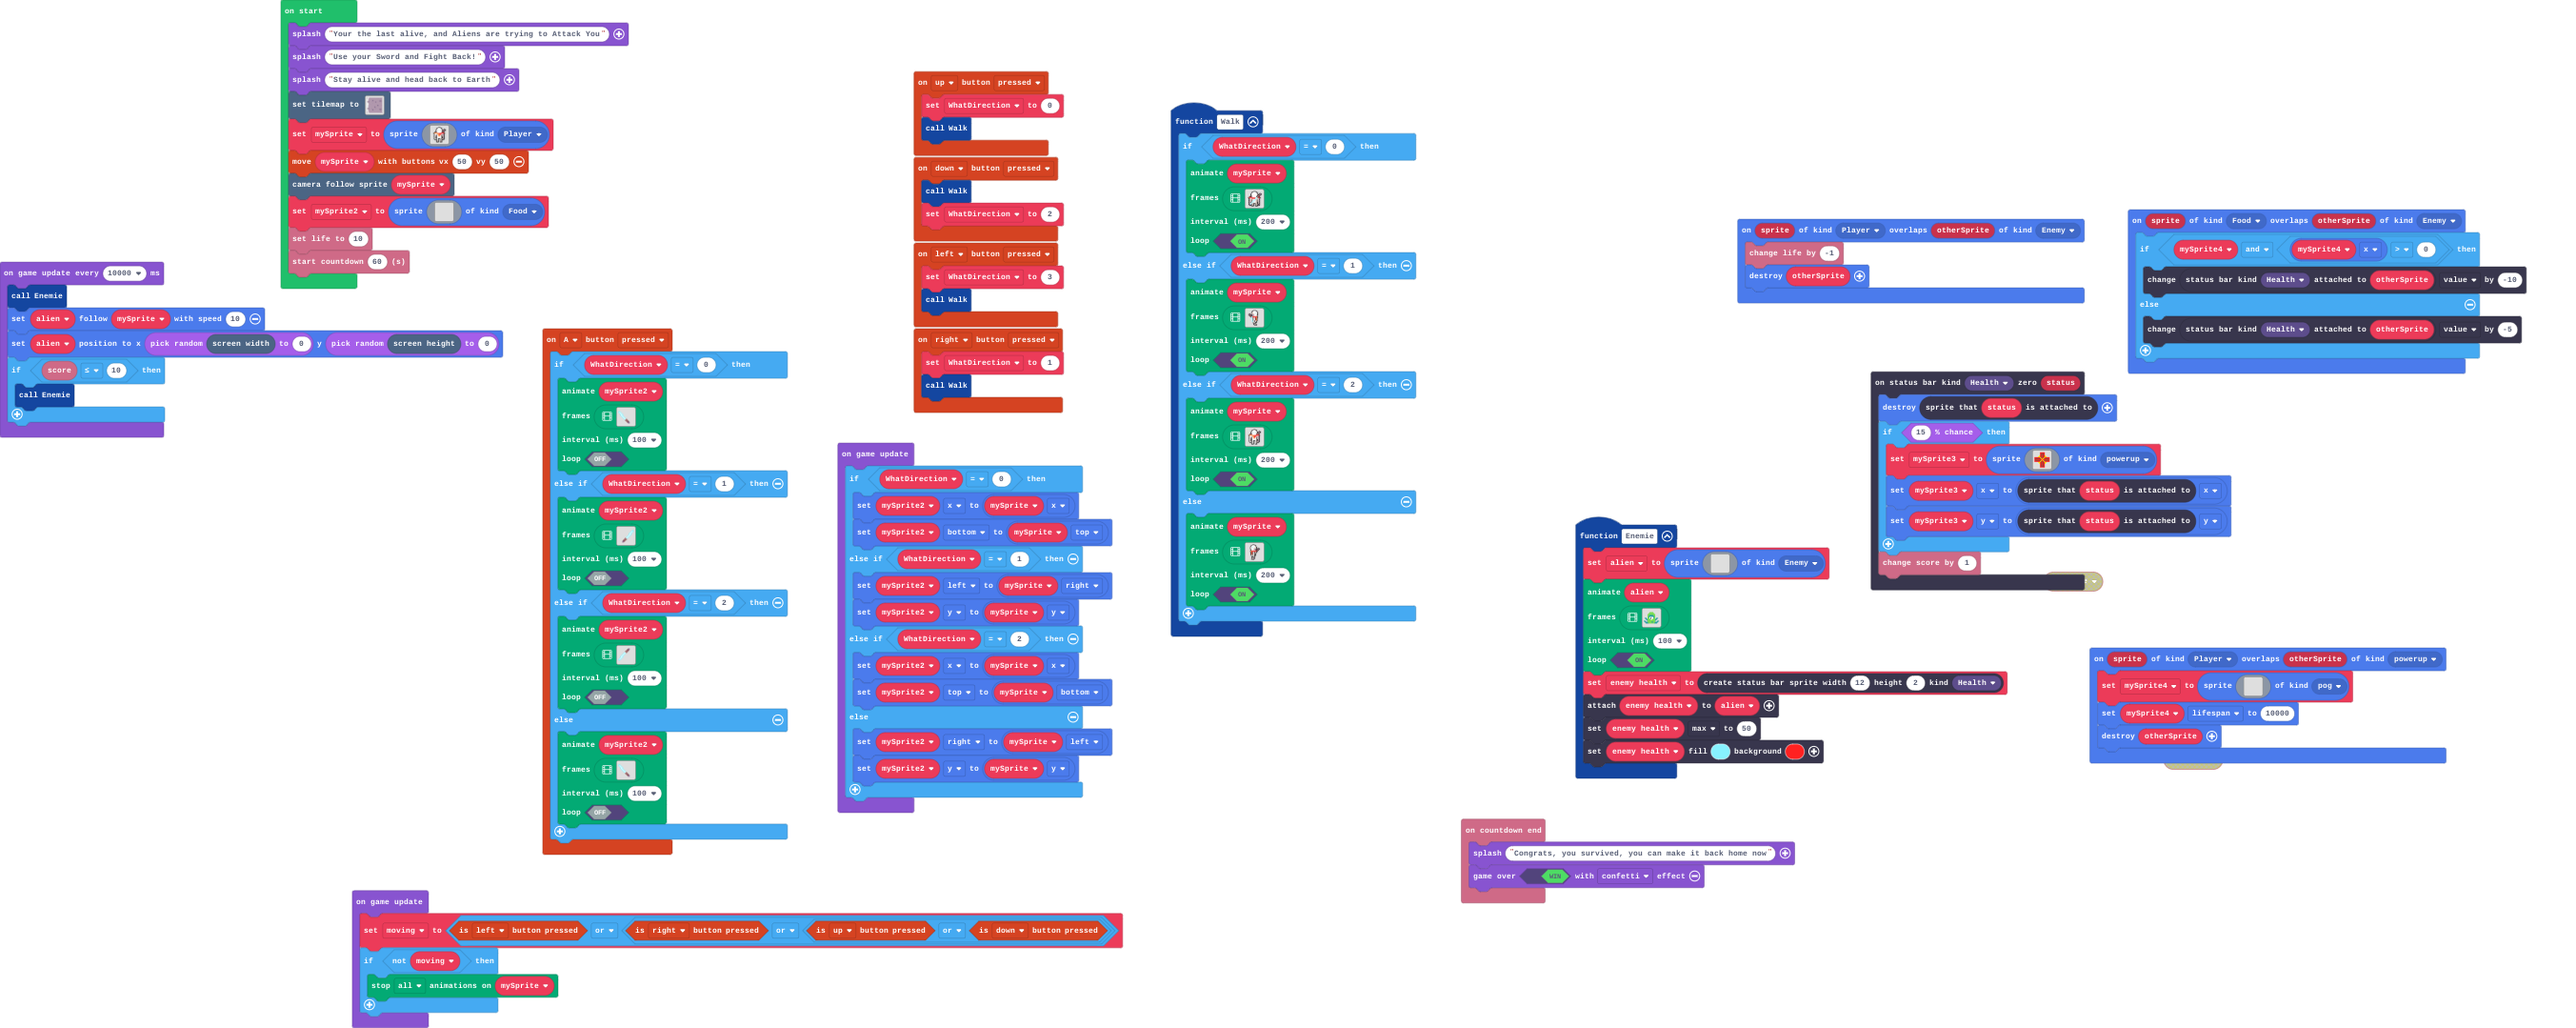 on start
splash "Your the last alive, and Aliens are trying to Attack You"
splash "Use your Sword and Fight Back!"
splash "Stay alive and head back to Earth"
set tilemap to
set mySprite to sprite of kind Player
move mySprite with buttons vx 50 vy 50
camera follow sprite mySprite
set mySprite2 to sprite of kind Food
set life to 10
start countdown 60 (s)
on game update every 10000 ms
call Enemie
set alien follow mySprite with speed 10
set alien position to x pick random screen width to 0 y pick random screen height to 0
if score ≤ 10 then
call Enemie
on A button pressed
if WhatDirection = 0 then
animate mySprite2
frames
interval (ms) 100
loop OFF
else if WhatDirection = 1 then
animate mySprite2
frames
interval (ms) 100
loop OFF
else if WhatDirection = 2 then
animate mySprite2
frames
interval (ms) 100
loop OFF
else
animate mySprite2
frames
interval (ms) 100
loop OFF
on up button pressed
set WhatDirection to 0
call Walk
on down button pressed
call Walk
set WhatDirection to 2
on left button pressed
set WhatDirection to 3
call Walk
on right button pressed
set WhatDirection to 1
call Walk
on game update
if WhatDirection = 0 then
set mySprite2 x to mySprite x
set mySprite2 bottom to mySprite top
else if WhatDirection = 1 then
set mySprite2 left to mySprite right
set mySprite2 y to mySprite y
else if WhatDirection = 2 then
set mySprite2 x to mySprite x
set mySprite2 top to mySprite bottom
else
set mySprite2 right to mySprite left
set mySprite2 y to mySprite y
on game update
set moving to is left button pressed or is right button pressed or is up button pressed or is down button pressed
if not moving then
stop all animations on mySprite
function Walk
if WhatDirection = 0 then
animate mySprite
frames
interval (ms) 200
loop ON
else if WhatDirection = 1 then
animate mySprite
frames
interval (ms) 200
loop ON
else if WhatDirection = 2 then
animate mySprite
frames
interval (ms) 200
loop ON
else
animate mySprite
frames
interval (ms) 200
loop ON
on sprite of kind Player overlaps otherSprite of kind Enemy
change life by -1
destroy otherSprite
on sprite of kind Food overlaps otherSprite of kind Enemy
if mySprite4 and mySprite4 x > 0 then
change status bar kind Health attached to otherSprite value by -10
else
change status bar kind Health attached to otherSprite value by -5
on status bar kind Health zero status
destroy sprite that status is attached to
if 15 % chance then
set mySprite3 to sprite of kind powerup
set mySprite3 x to sprite that status is attached to x
set mySprite3 y to sprite that status is attached to y
change score by 1
function Enemie
set alien to sprite of kind Enemy
animate alien
frames
interval (ms) 100
loop ON
set enemy health to create status bar sprite width 12 height 2 kind Health
attach enemy health to alien
set enemy health max to 50
set enemy health fill background
on sprite of kind Player overlaps otherSprite of kind powerup
set mySprite4 to sprite of kind pog
set mySprite4 lifespan to 10000
destroy otherSprite
on countdown end
splash "Congrats, you survived, you can make it back home now"
game over WIN with confetti effect